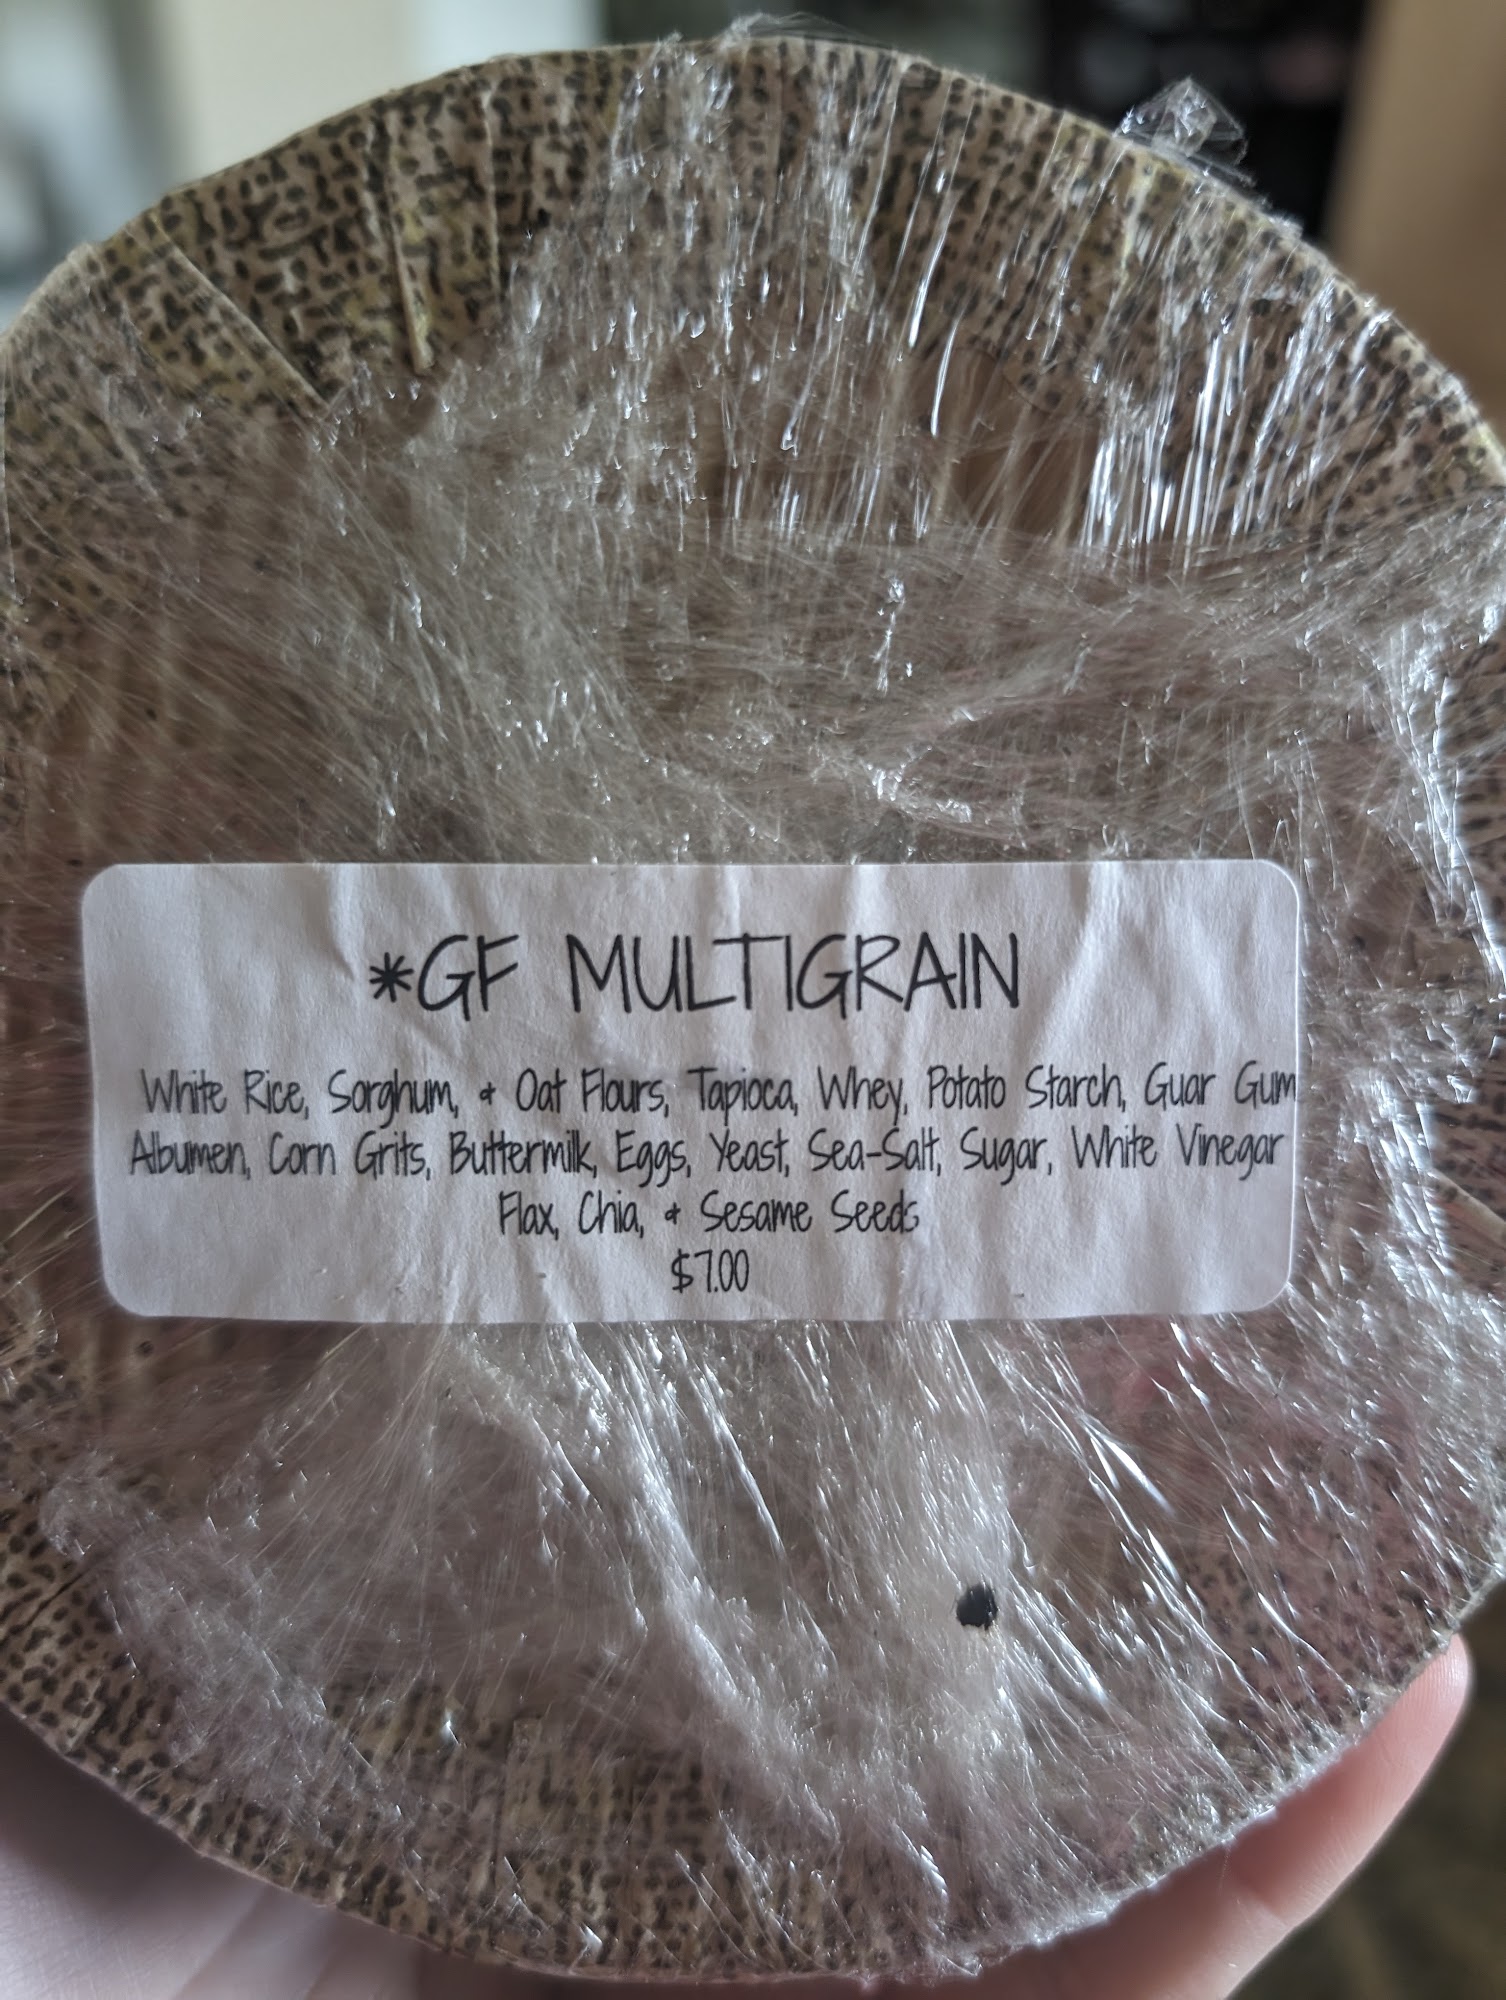 *GF MULTIGRAIN
White Rice, Sorghum, & Oat Flours, Tapioca, Whey, Potato Starch, Guar Gum
Albumen, Corn Grits, Buttermilk, Eggs, Yeast, Sea-Salt, Sugar, White Vinegar
Flax, Chia, & Sesame Seeds
$7.00